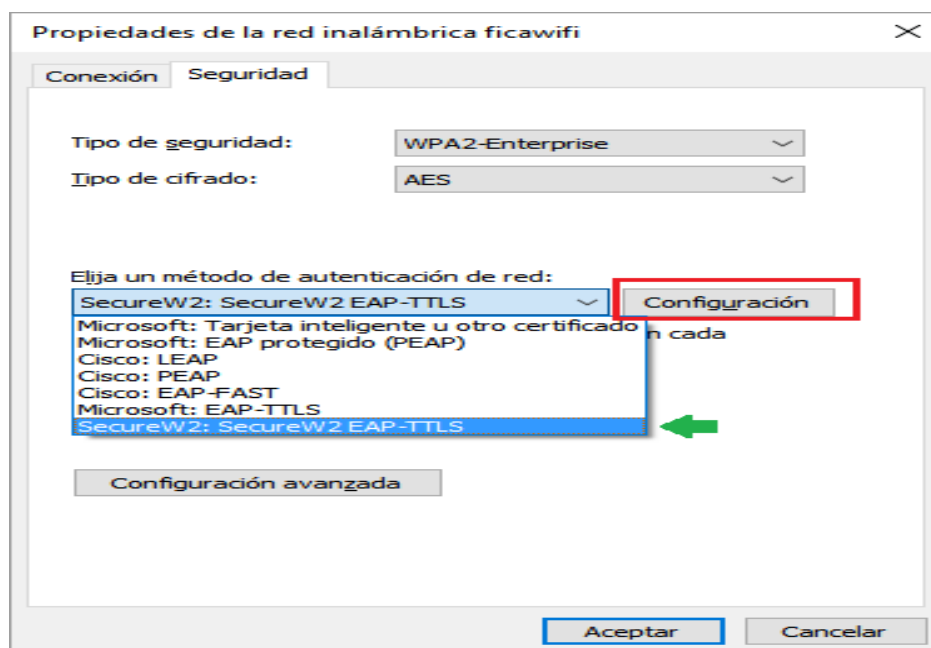 Propiedades de la red inalámbrica ficawifi
Conexión Seguridad
Tipo de seguridad: WPA2-Enterprise
Tipo de cifrado: AES
Elija un método de autenticación de red:
SecureW2: SecureW2 EAP-TTLS Configuración
Microsoft: Tarjeta inteligente u otro certificado
n cada
Microsoft: EAP protegido (PEAP)
Cisco: LEAP
Cisco: PEAP
Cisco: EAP-FAST
Microsoft: EAP-TTLS
SecureW2: SecureW2 EAP-TTLS
Configuración avanzada
Aceptar Cancelar